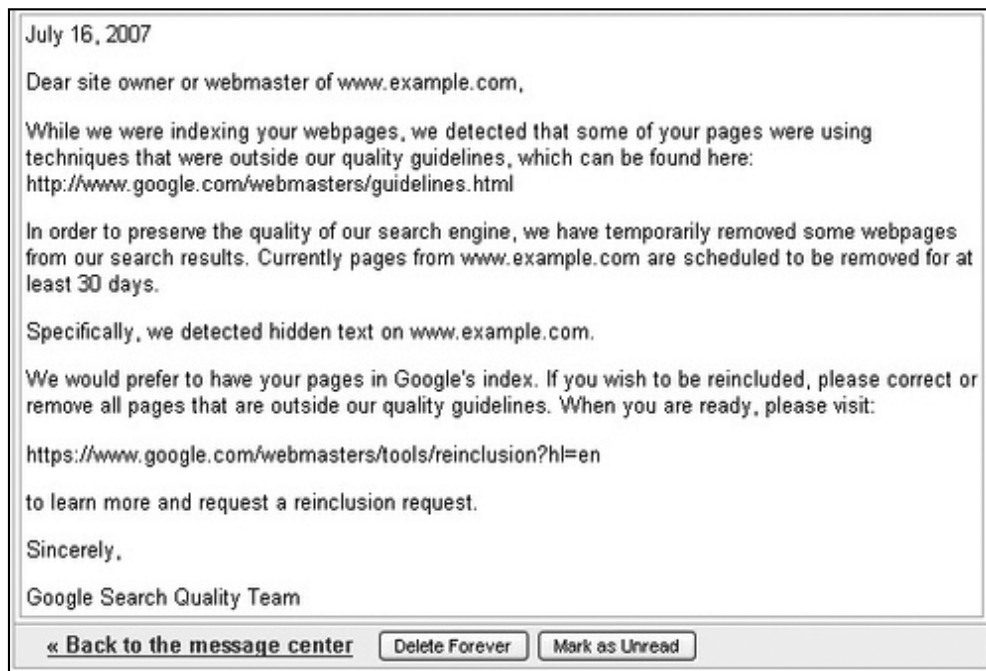 July 16, 2007
Dear site owner or webmaster of www.example.com,
While we were indexing your webpages, we detected that some of your pages were using
techniques that were outside our quality guidelines, which can be found here:
http://www.google.com/webmasters/guidelines.html
In order to preserve the quality of our search engine, we have temporarily removed some webpages
from our search results. Currently pages from www.example.com are scheduled to be removed for at
least 30 days.
Specifically, we detected hidden text on www.example.com.
We would prefer to have your pages in Google's index. If you wish to be reincluded, please correct or
remove all pages that are outside our quality guidelines. When you are ready, please visit:
https://www.google.com/webmasters/tools/reinclusion?hl=en
to learn more and request a reinclusion request.
Sincerely,
Google Search Quality Team
« Back to the message center Delete Forever Mark as Unread